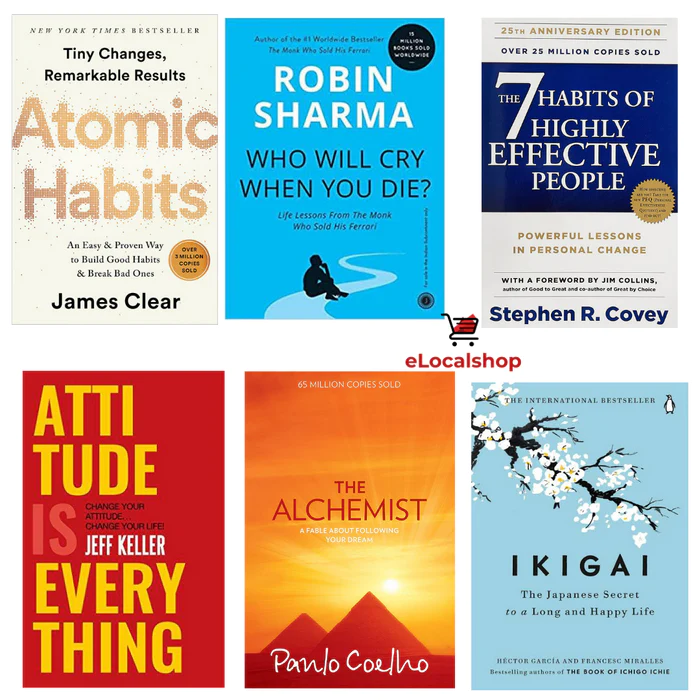 NEW YORK TIMES BESTSELLER
Tiny Changes,
Remarkable Results
Atomic
Habits
An Easy & Proven Way
to Build Good Habits
& Break Bad Ones
OVER
3 MILLION
COPIES
SOLD
James Clear
Author of the #1 Worldwide Bestseller
The Monk Who Sold His Ferrari
15
MILLION
BOOKS SOLD
WORLDWIDE
ROBIN
SHARMA
WHO WILL CRY
WHEN YOU DIE?
Life Lessons From The Monk
Who Sold His Ferrari
For sale in the Indian Subcontinent only
25TH ANNIVERSARY EDITION
OVER 25 MILLION COPIES SOLD
THE 7 HABITS OF
HIGHLY
EFFECTIVE
PEOPLE
POWERFUL LESSONS
IN PERSONAL CHANGE
WITH A FOREWORD BY JIM COLLINS,
author of Good to Great and co-author of Great by Choice
Stephen R. Covey
eLocalshop
ATTI
TUDE
IS
CHANGE YOUR
ATTITUDE...
CHANGE YOUR LIFE!
JEFF KELLER
EVERY
THING
65 MILLION COPIES SOLD
THE
ALCHEMIST
A FABLE ABOUT FOLLOWING
YOUR DREAM
Paulo Coelho
THE INTERNATIONAL BESTSELLER
IKIGAI
The Japanese Secret
to a Long and Happy Life
HÉCTOR GARCÍA AND FRANCESC MIRALLES
Bestselling authors of THE BOOK OF ICHIGO ICHIE